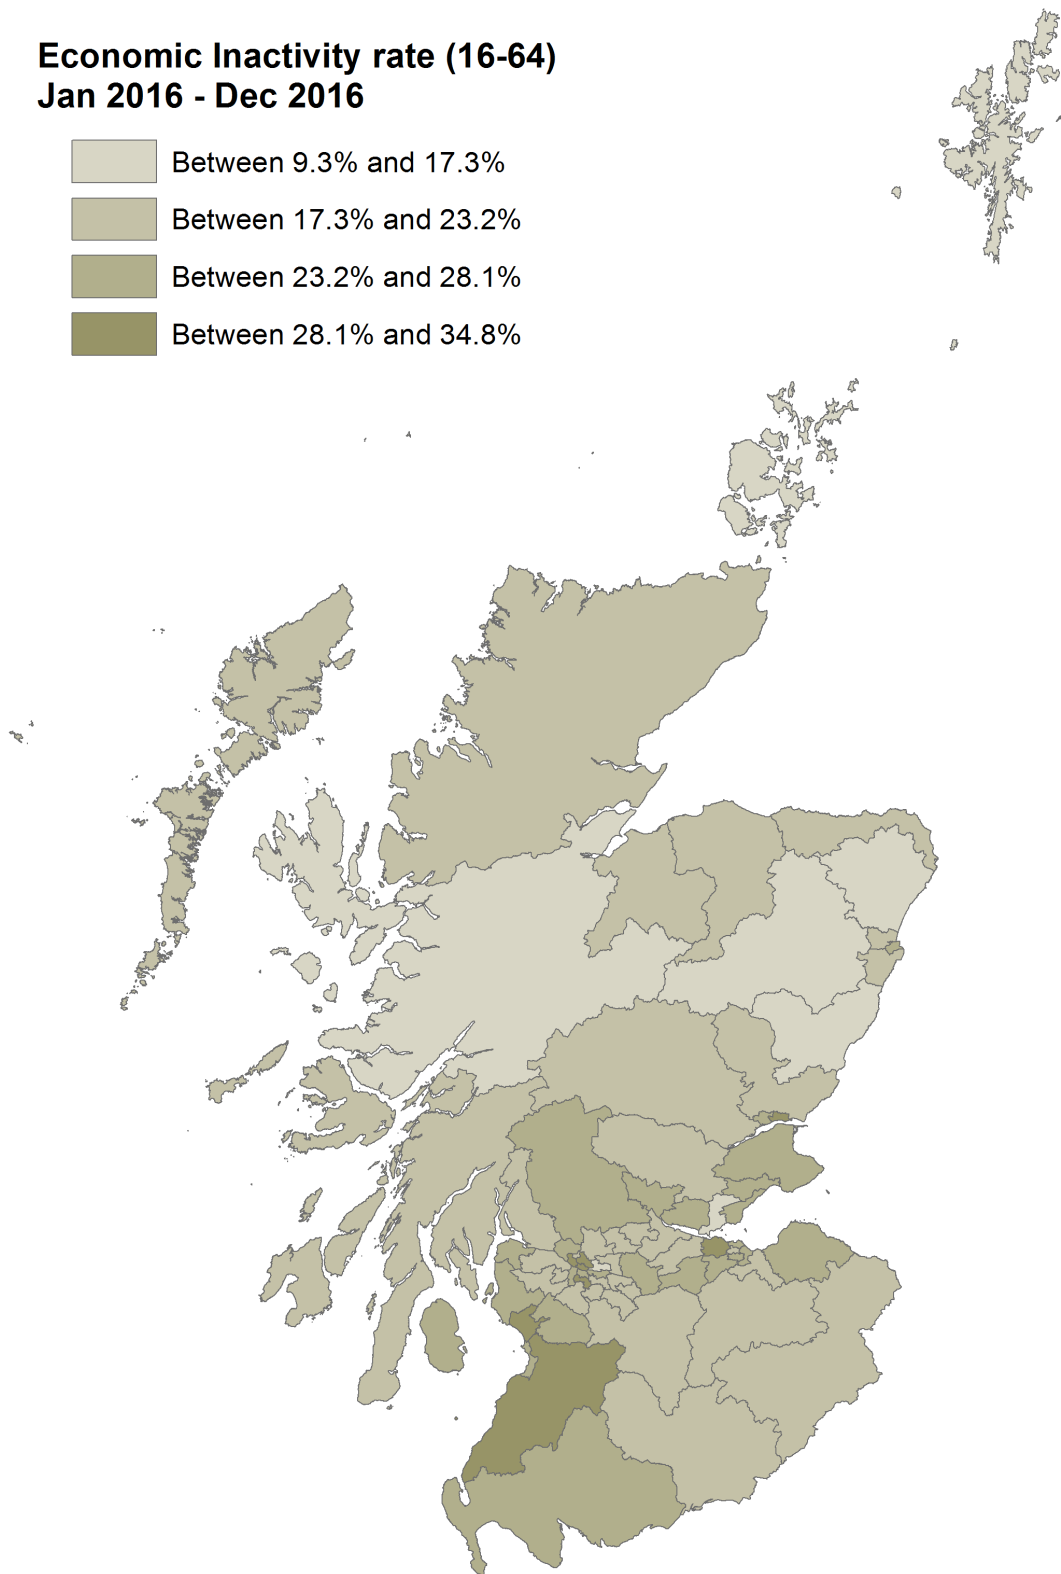 Economic Inactivity rate (16-64)
Jan 2016 - Dec 2016
Between 9.3% and 17.3%
Between 17.3% and 23.2%
Between 23.2% and 28.1%
Between 28.1% and 34.8%